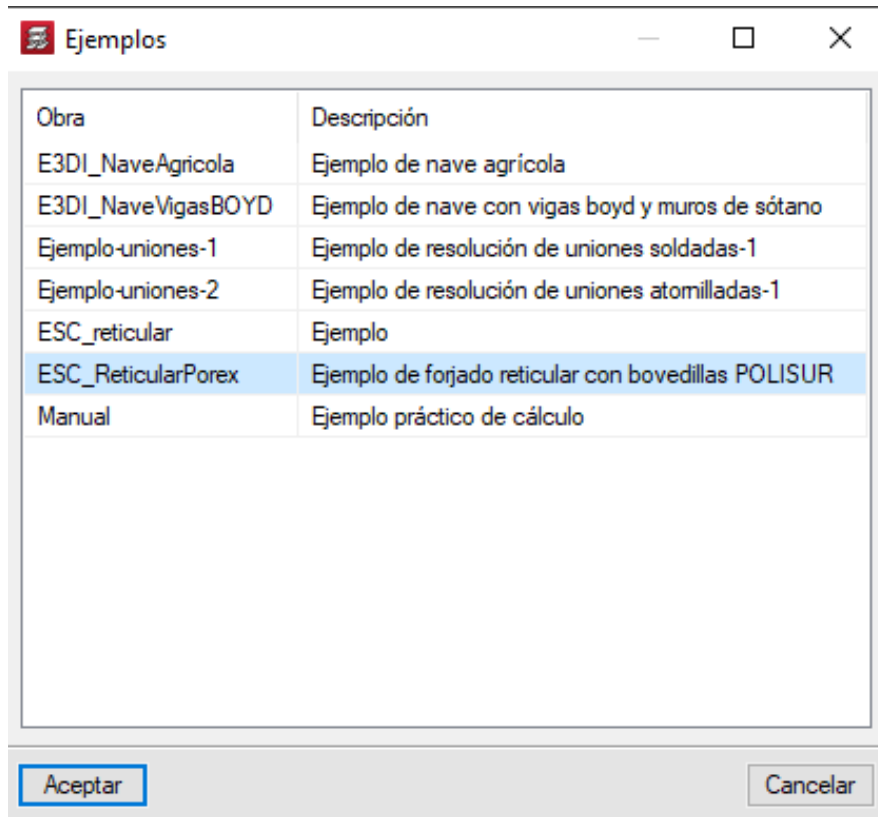 Ejemplos
Obra Descripción
E3DI_NaveAgricola Ejemplo de nave agrícola
E3DI_NaveVigasBOYD Ejemplo de nave con vigas boyd y muros de sótano
Ejemplo-uniones-1 Ejemplo de resolución de uniones soldadas-1
Ejemplo-uniones-2 Ejemplo de resolución de uniones atornilladas-1
ESC_reticular Ejemplo
ESC_ReticularPorex Ejemplo de forjado reticular con bovedillas POLISUR
Manual Ejemplo práctico de cálculo
Aceptar Cancelar